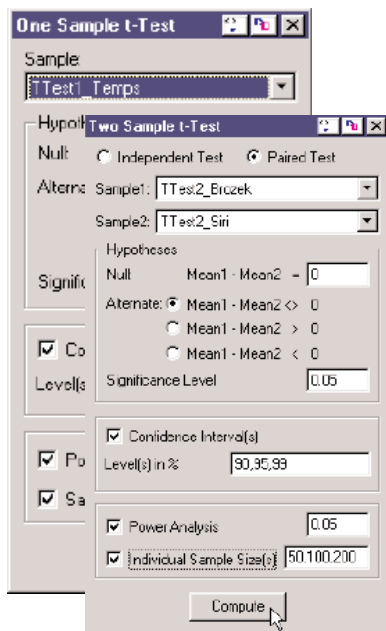 One Sample t-Test
Sample:
TTest1_Temps
Hypoth
Null:
Alterna
Signific
Co
Level(s
Po
Sa
Two Sample t-Test
Independent Test Paired Test
Sample1: TTest2_Brozek
Sample2: TTest2_Siri
Hypotheses
Null: Mean1 - Mean2 = 0
Alternate: Mean1 - Mean2 <> 0
Mean1 - Mean2 > 0
Mean1 - Mean2 < 0
Significance Level 0.05
Confidence Interval(s)
Level(s) in % 90,95,99
Power Analysis 0.05
Individual Sample Size(s) 50,100,200
Compute